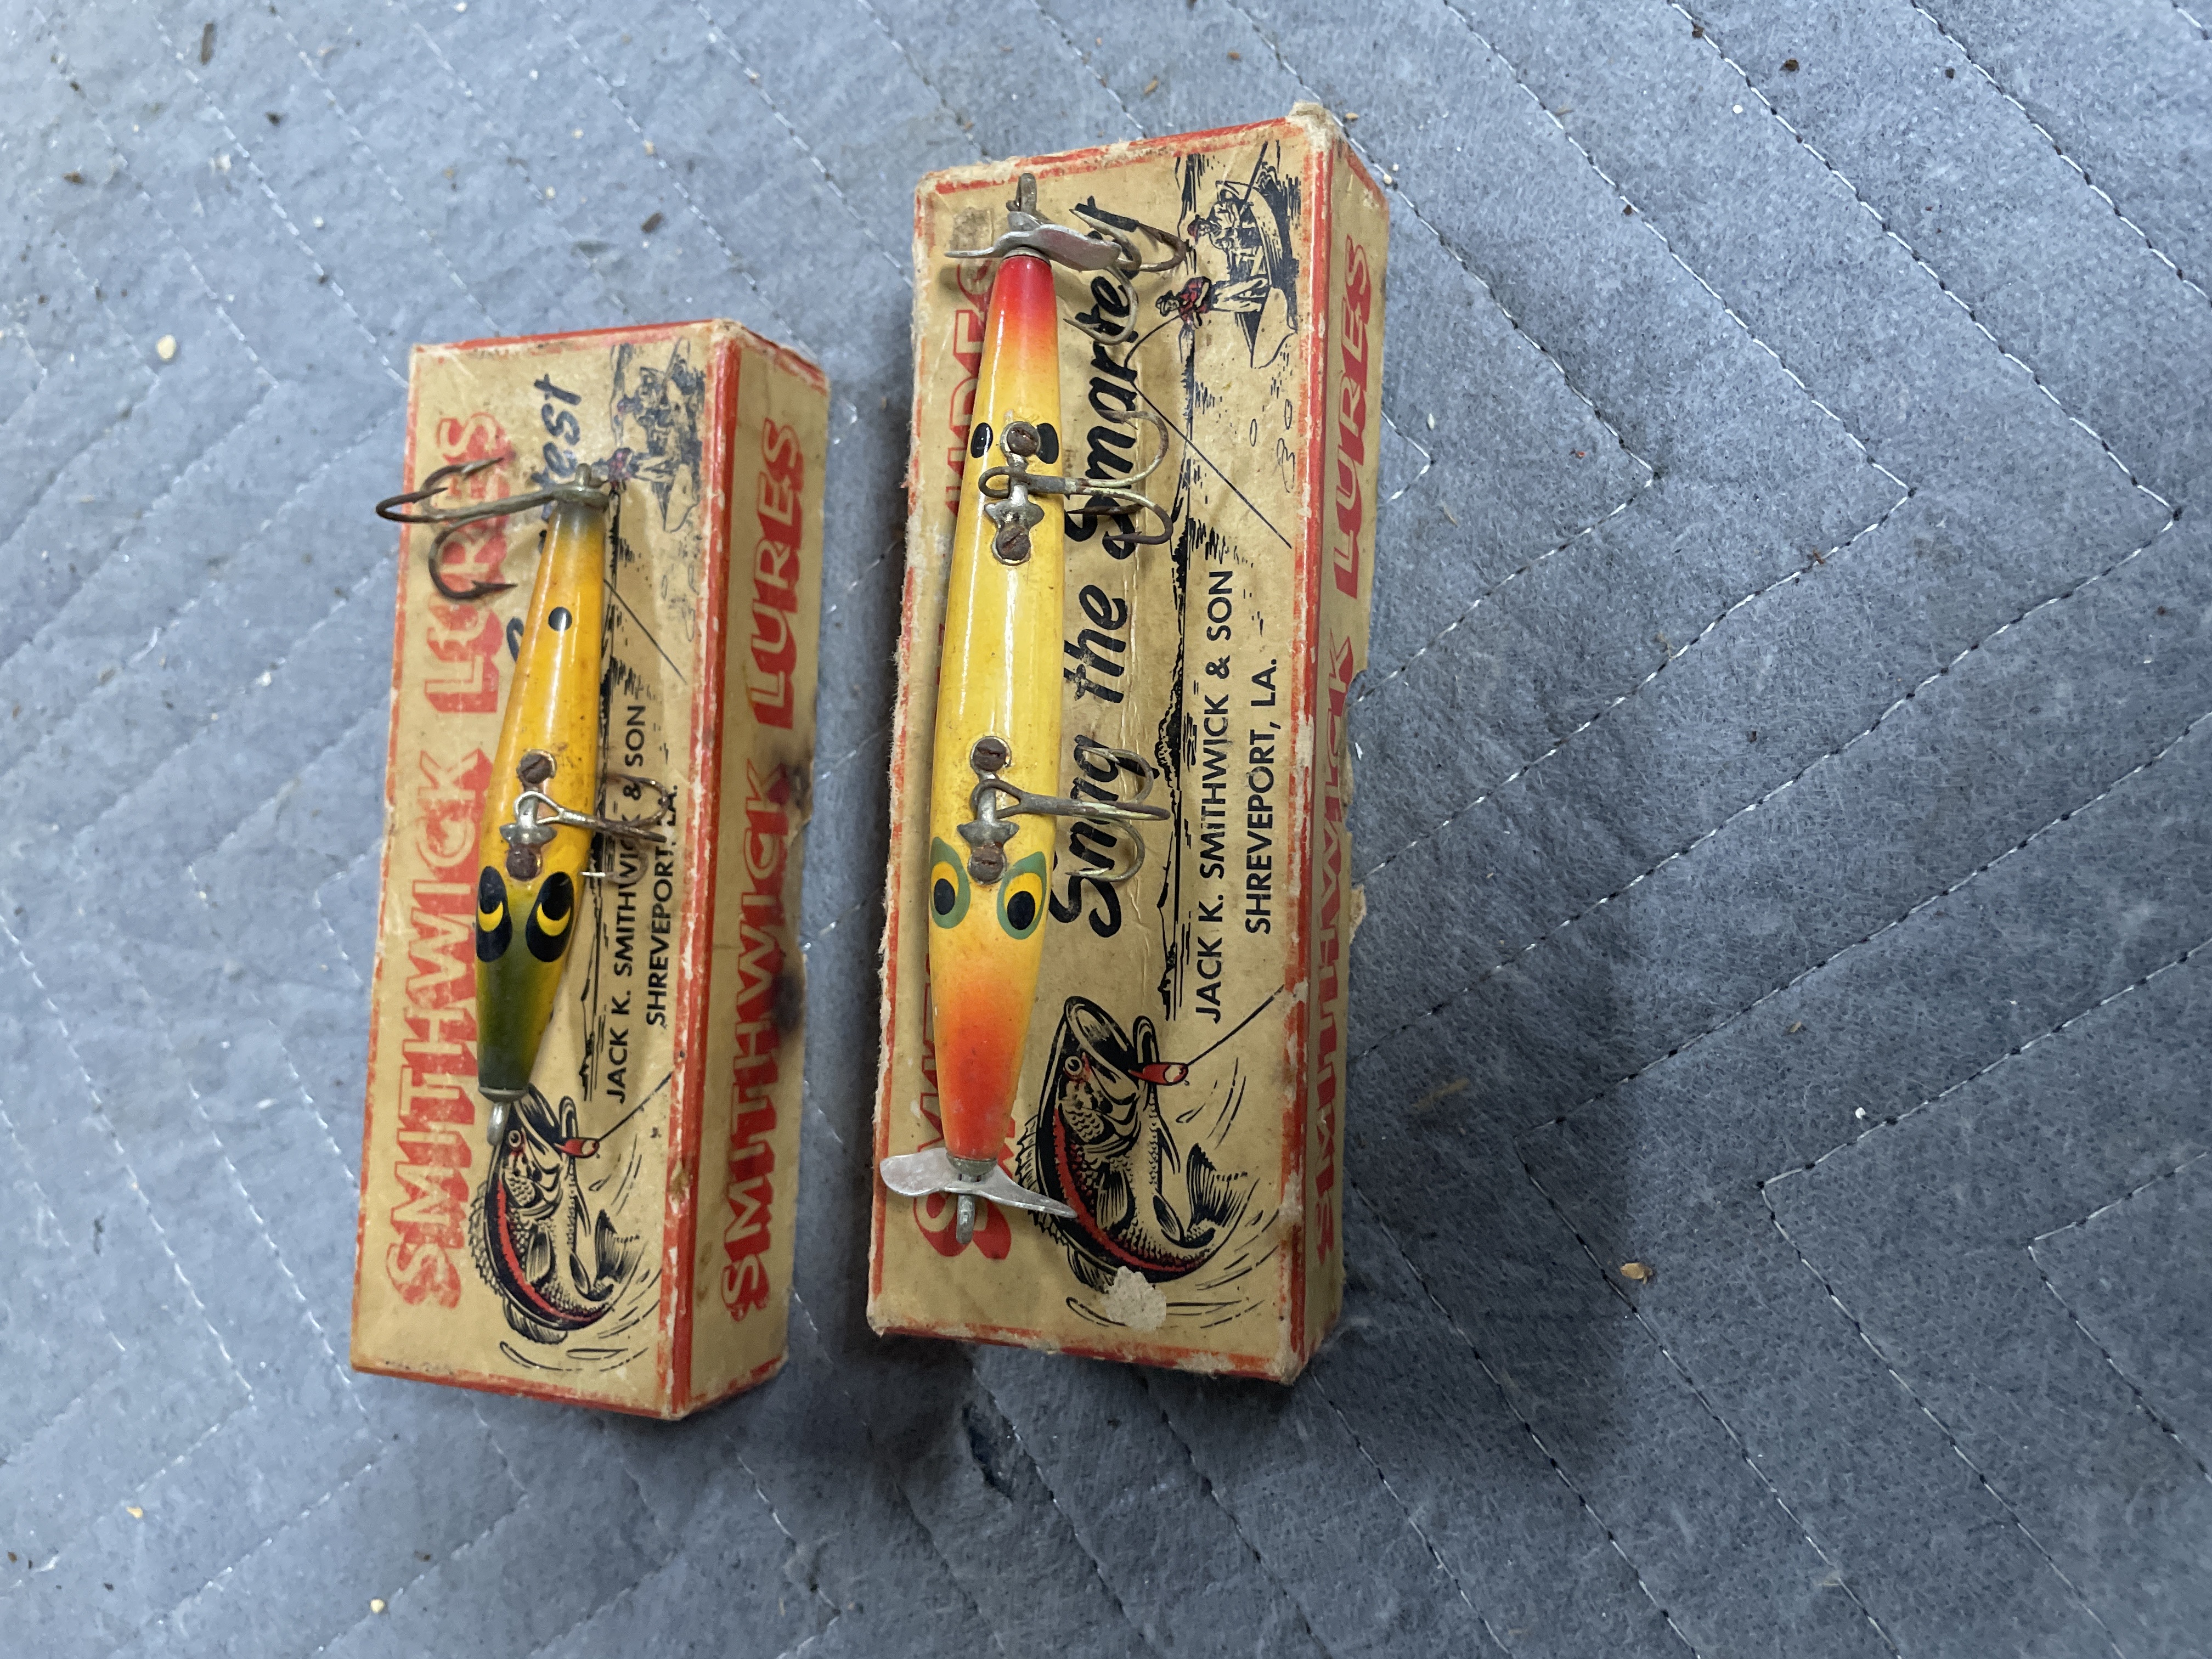 SMITHWICK LURES
JACK K. SMITHWICK & SON
SHREVEPORT, LA.
SMITHWICK LURES
Snag the Smartest
JACK K. SMITHWICK & SON
SHREVEPORT, LA.
SMITHWICK LURES